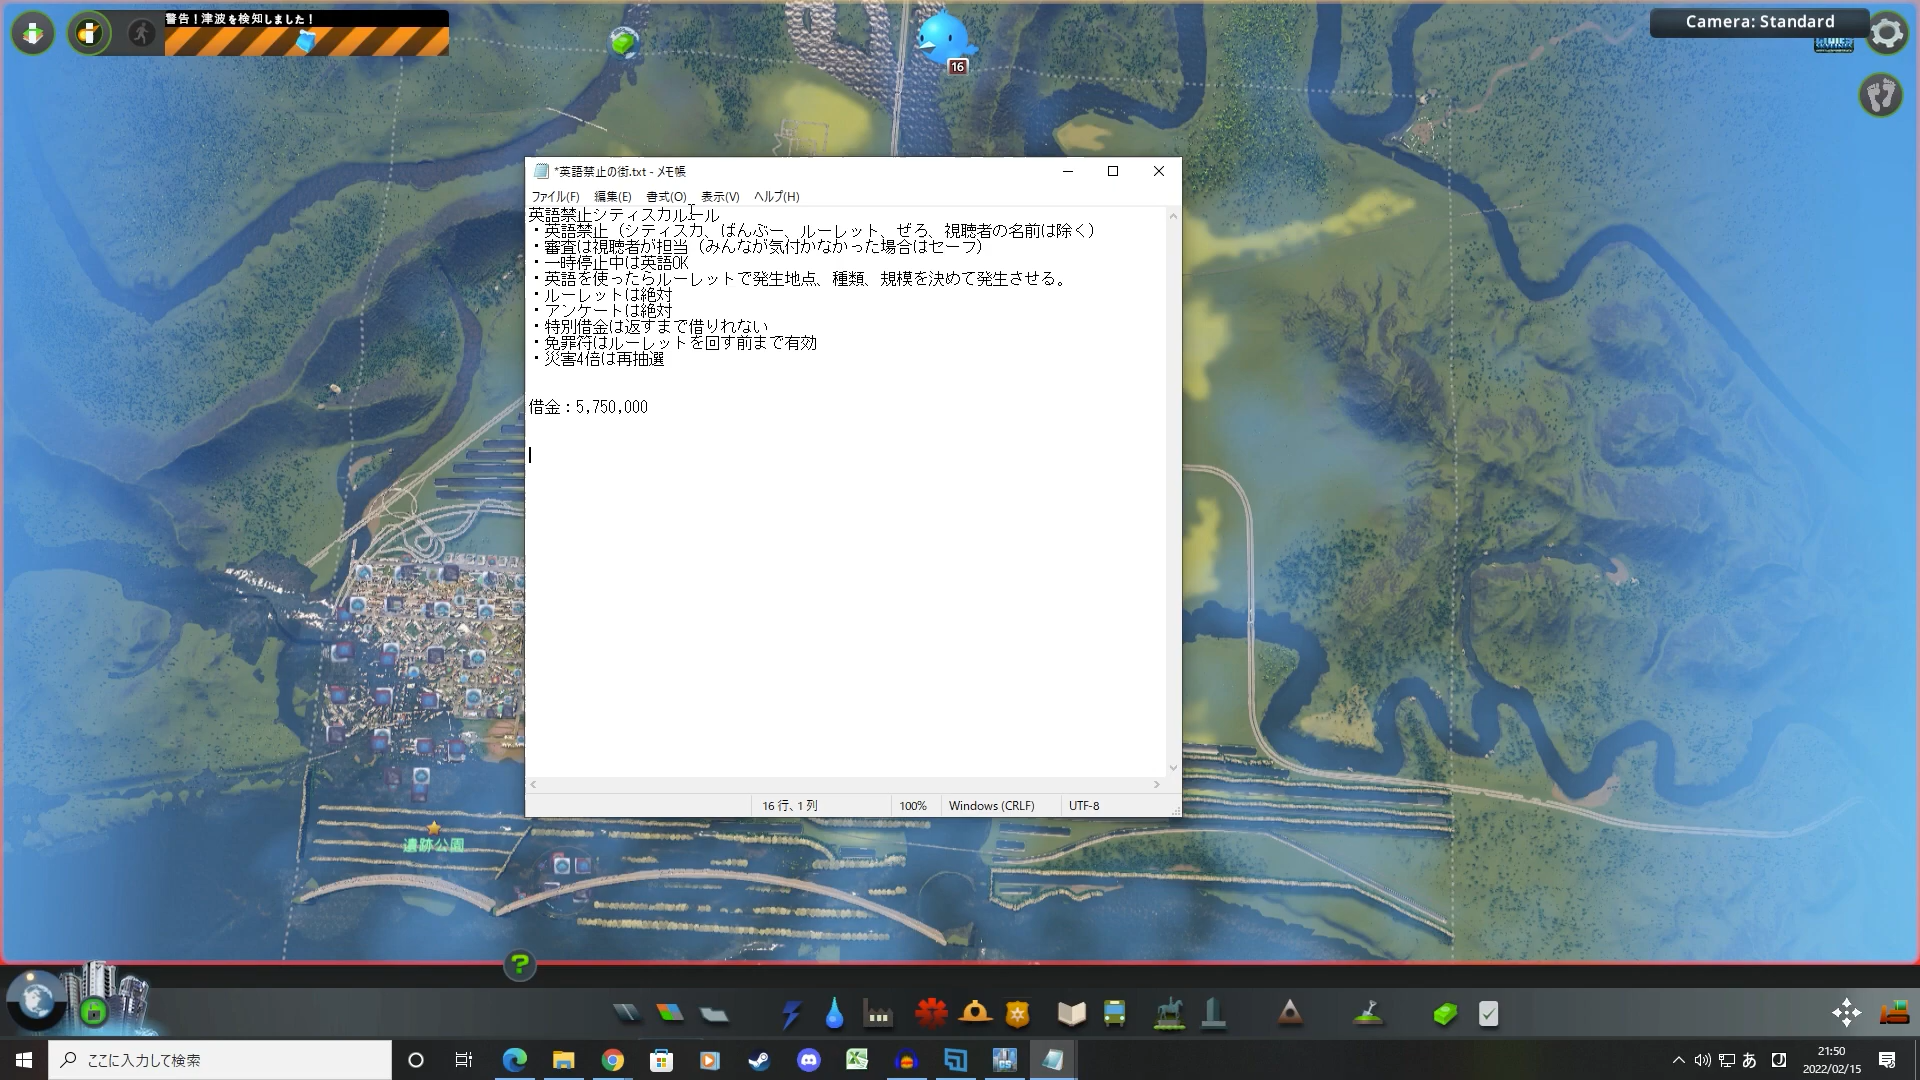 警告！津波を検知しました！
16
Camera: Standard
*英語禁止の街.txt - メモ帳
ファイル(F) 編集(E) 書式(O) 表示(V) ヘルプ(H)
英語禁止シティスカルール
・英語禁止（シティスカ、ばんぶー、ルーレット、ぜろ、視聴者の名前は除く）
・審査は視聴者が担当（みんなが気付かなかった場合はセーフ）
・一時停止中は英語OK
・英語を使ったらルーレットで発生地点、種類、規模を決めて発生させる。
・ルーレットは絶対
・アンケートは絶対
・特別借金は返すまで借りれない
・免罪符はルーレットを回す前まで有効
・災害4倍は再抽選
借金：5,750,000
16 行、1 列 100% Windows (CRLF) UTF-8
遺跡公園
?
ここに入力して検索
あ
21:50
2022/02/15